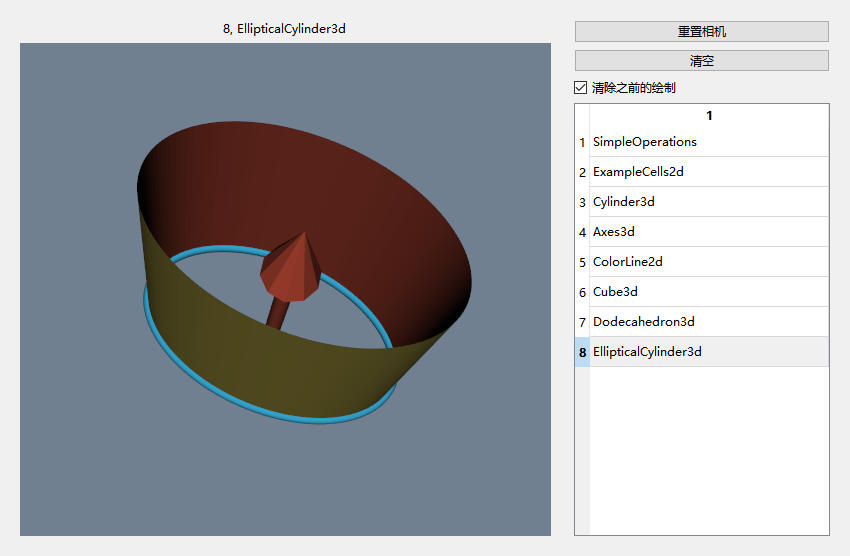 8, EllipticalCylinder3d
重置相机
清空
清除之前的绘制
1
1 SimpleOperations
2 ExampleCells2d
3 Cylinder3d
4 Axes3d
5 ColorLine2d
6 Cube3d
7 Dodecahedron3d
8 EllipticalCylinder3d